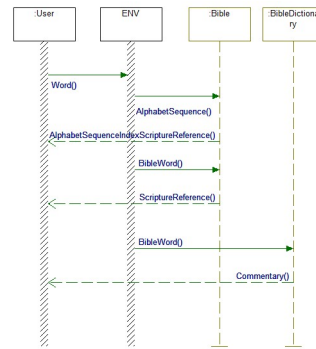 :User
ENV
:Bible
:BibleDictiona
ry
Word()
AlphabetSequence()
AlphabetSequenceIndexScriptureReference()
BibleWord()
ScriptureReference()
BibleWord()
Commentary()